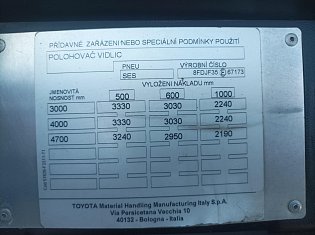 PŘÍDAVNÉ ZAŘÍZENÍ NEBO SPECIÁLNÍ PODMÍNKY POUŽITÍ
POLOHOVAČ VIDLIC
PNEU
SES
VÝROBNÍ ČÍSLO
8FDJF35 67173
VYLOŽENÍ NÁKLADU mm
JMENOVITÁ NOSNOST mm
500 600 1000
3000 3330 3030 2240
4000 3330 3030 2240
4700 3240 2950 2190
TOYOTA Material Handling Manufacturing Italy S.p.A.
Via Persicetana Vecchia 10
40132 - Bologna - Italia